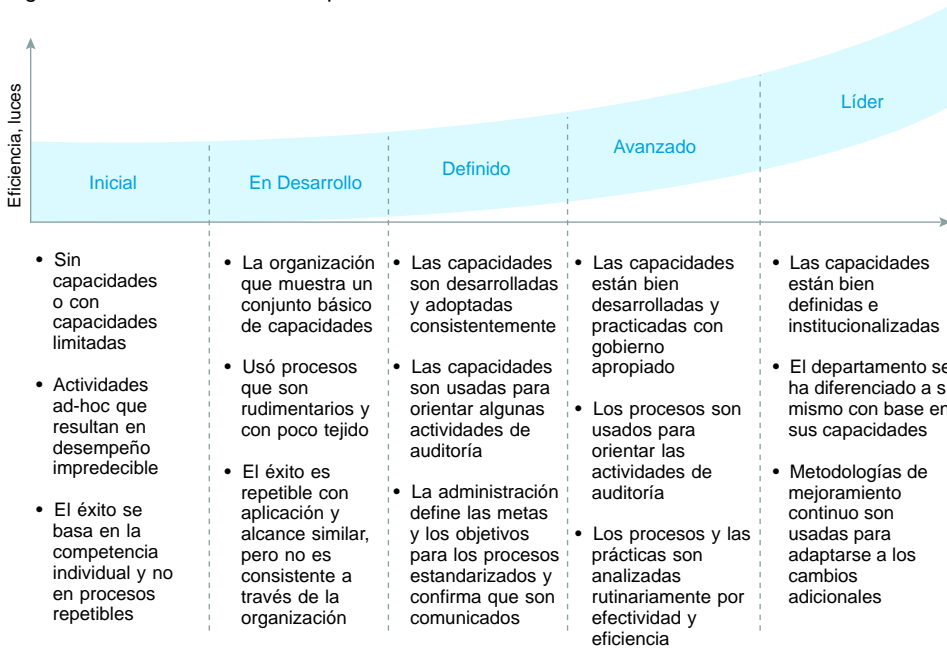 Eficiencia, luces
Inicial
En Desarrollo
Definido
Avanzado
Líder
• Sin
capacidades
o con
capacidades
limitadas
• Actividades
ad-hoc que
resultan en
desempeño
impredecible
• El éxito se
basa en la
competencia
individual y no
en procesos
repetibles
• La organización
que muestra un
conjunto básico
de capacidades
• Usó procesos
que son
rudimentarios y
con poco tejido
• El éxito es
repetible con
aplicación y
alcance similar,
pero no es
consistente a
través de la
organización
• Las capacidades
son desarrolladas
y adoptadas
consistentemente
• Las capacidades
son usadas para
orientar algunas
actividades de
auditoría
• La administración
define las metas
y los objetivos
para los procesos
estandarizados y
confirma que son
comunicados
• Las capacidades
están bien
desarrolladas y
practicadas con
gobierno
apropiado
• Los procesos son
usados para
orientar las
actividades de
auditoría
• Los procesos y las
prácticas son
analizadas
rutinariamente por
efectividad y
eficiencia
• Las capacidades
están bien
definidas e
institucionalizadas
• El departamento se
ha diferenciado a s
mismo con base en
sus capacidades
• Metodologías de
mejoramiento
continuo son
usadas para
adaptarse a los
cambios
adicionales